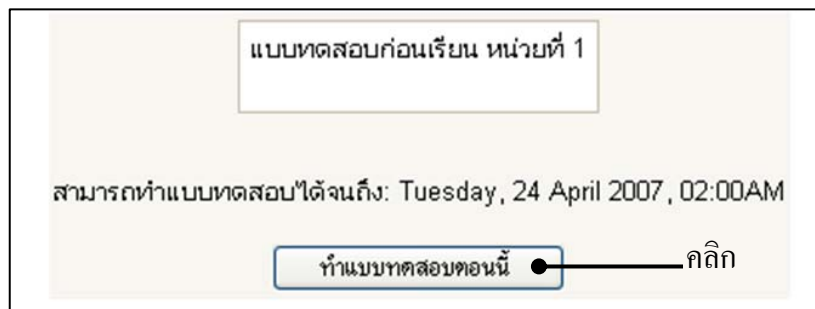 แบบทดสอบก่อนเรียน หน่วยที่ 1
สามารถทำแบบทดสอบได้จนถึง: Tuesday, 24 April 2007, 02:00AM
ทำแบบทดสอบตอนนี้
คลิก